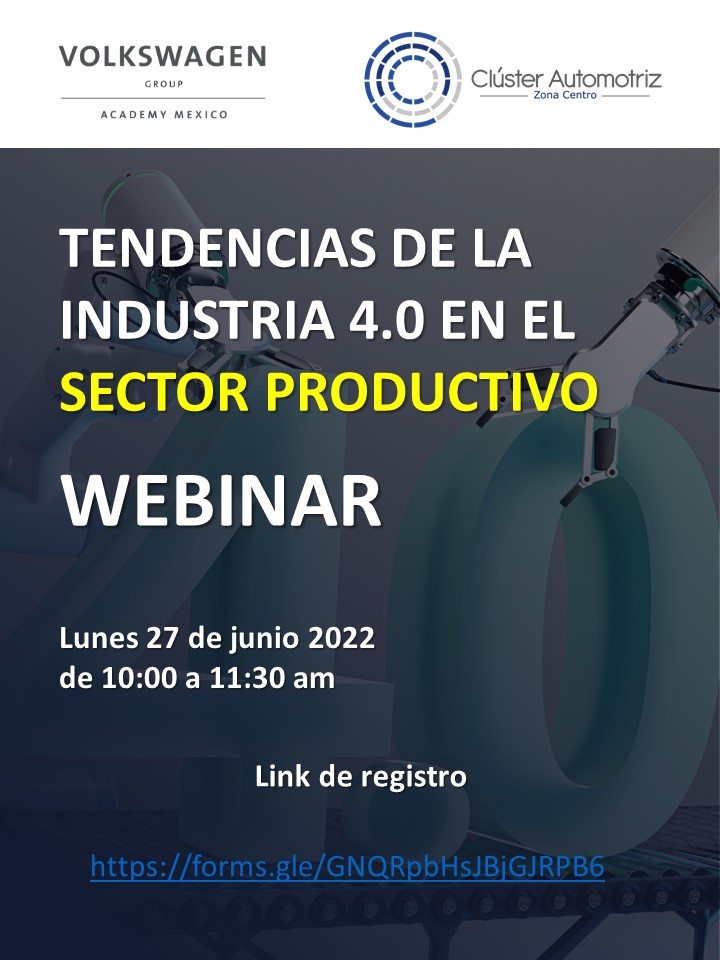 VOLKSWAGEN
GROUP
ACADEMY MEXICO
Clúster Automotriz
Zona Centro
TENDENCIAS DE LA
INDUSTRIA 4.0 EN EL
SECTOR PRODUCTIVO
WEBINAR
Lunes 27 de junio 2022
de 10:00 a 11:30 am
Link de registro
https://forms.gle/GNQRpbHsJBjGJRPB6